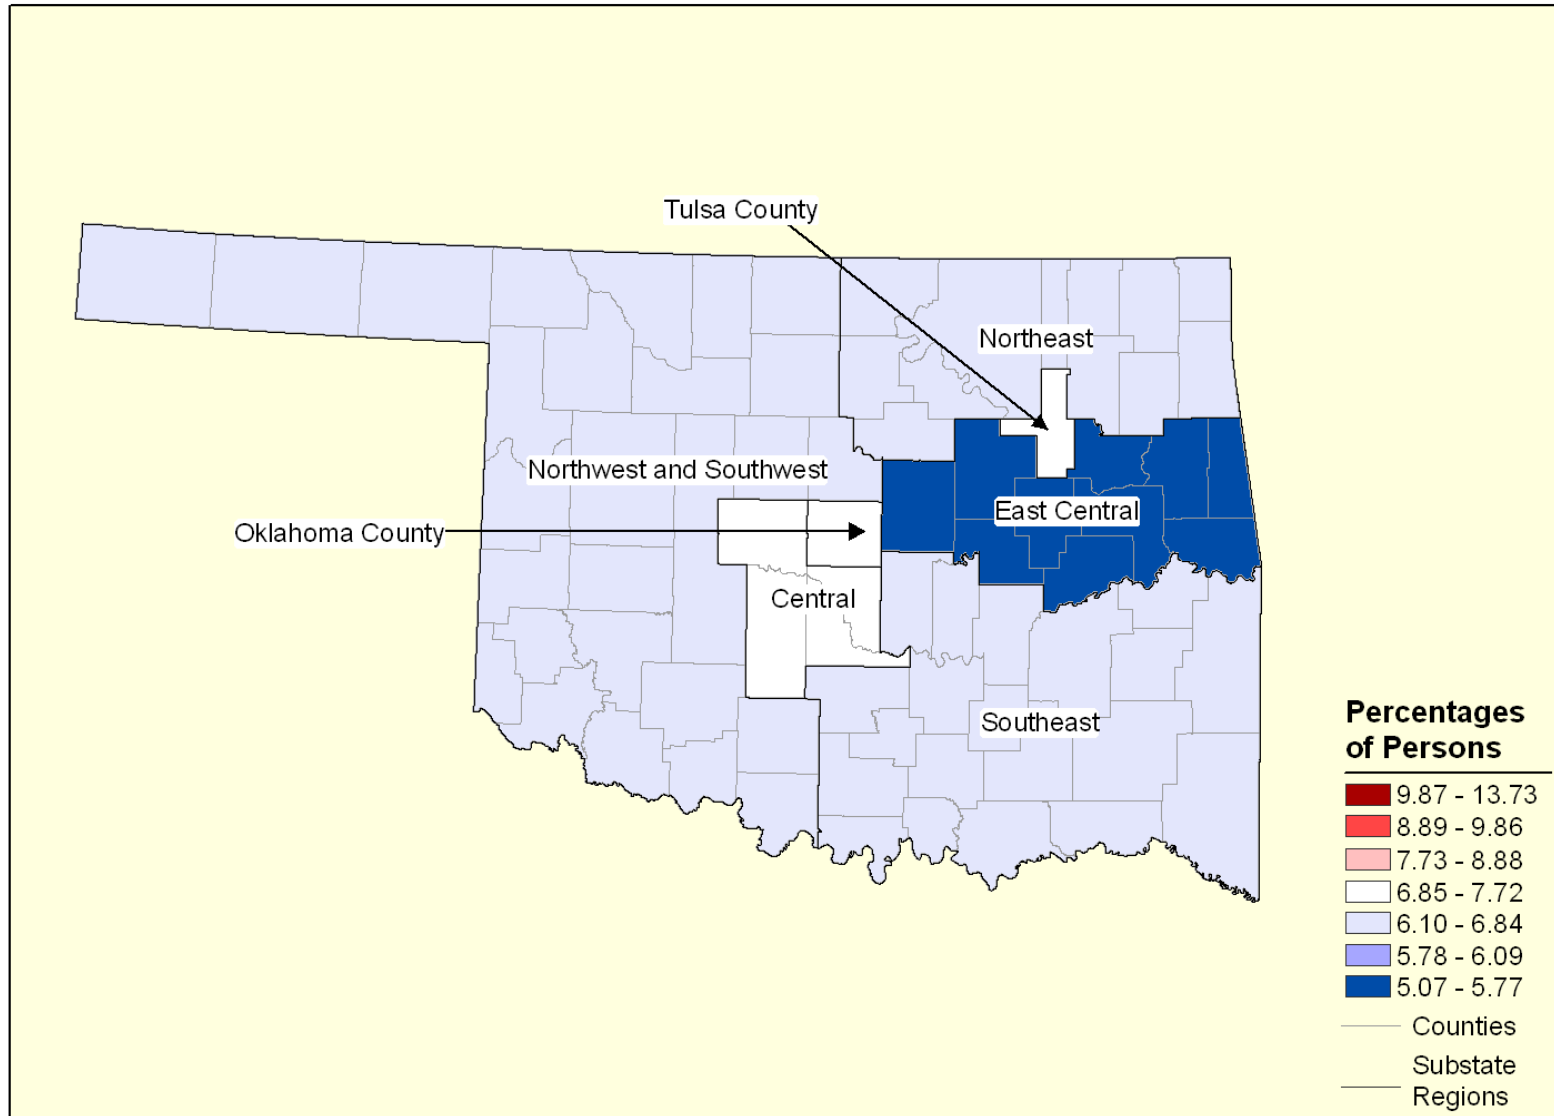 Tulsa County
Northeast
Northwest and Southwest
East Central
Oklahoma County
Central
Southeast
Percentages
of Persons
9.87 - 13.73
8.89 - 9.86
7.73 - 8.88
6.85 - 7.72
6.10 - 6.84
5.78 - 6.09
5.07 - 5.77
Counties
Substate
Regions